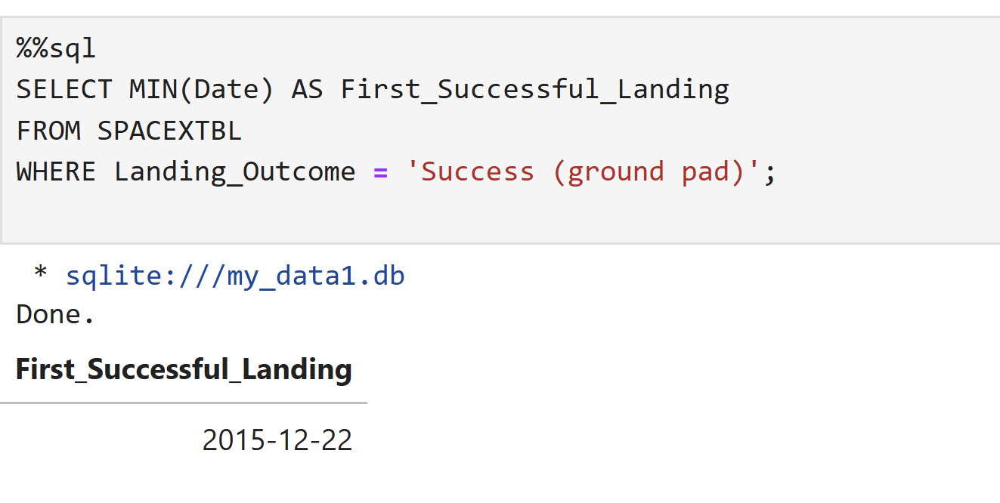 %%sql
SELECT MIN(Date) AS First_Successful_Landing
FROM SPACEXTBL
WHERE Landing_Outcome = 'Success (ground pad)';
* sqlite:///my_data1.db
Done.
First_Successful_Landing
2015-12-22